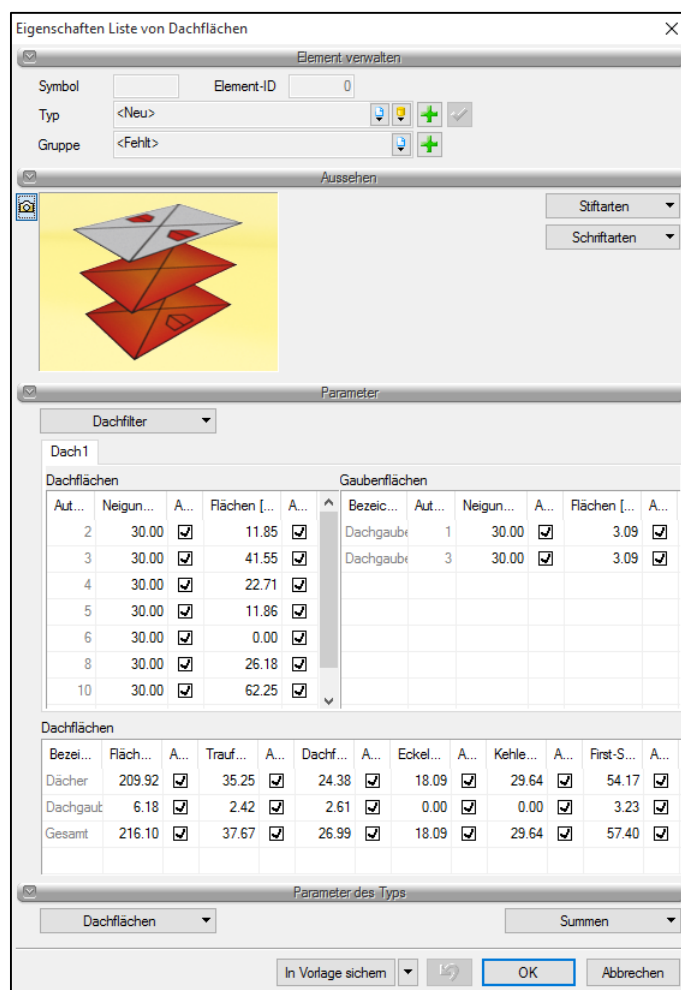 Eigenschaften Liste von Dachflächen
Element verwalten
Symbol Element-ID 0
Typ <Neu>
Gruppe <Fehlt>
Aussehen
Stiftarten
Schriftarten
Parameter
Dachfilter
Dach1
Dachflächen Gaubenflächen
Aut... Neigun... A... Flächen [... A... Bezeic... Aut... Neigun... A... Flächen [... A...
2 30.00 11.85 Dachgaube 1 30.00 3.09
3 30.00 41.55 Dachgaube 3 30.00 3.09
4 30.00 22.71
5 30.00 11.86
6 30.00 0.00
8 30.00 26.18
10 30.00 62.25
Dachflächen
Bezei... Fläch... A... Trauf... A... Dachf... A... Eckel... A... Kehle... A... First-S... A...
Dächer 209.92 35.25 24.38 18.09 29.64 54.17
Dachgaub 6.18 2.42 2.61 0.00 0.00 3.23
Gesamt 216.10 37.67 26.99 18.09 29.64 57.40
Parameter des Typs
Dachflächen Summen
In Vorlage sichern OK Abbrechen